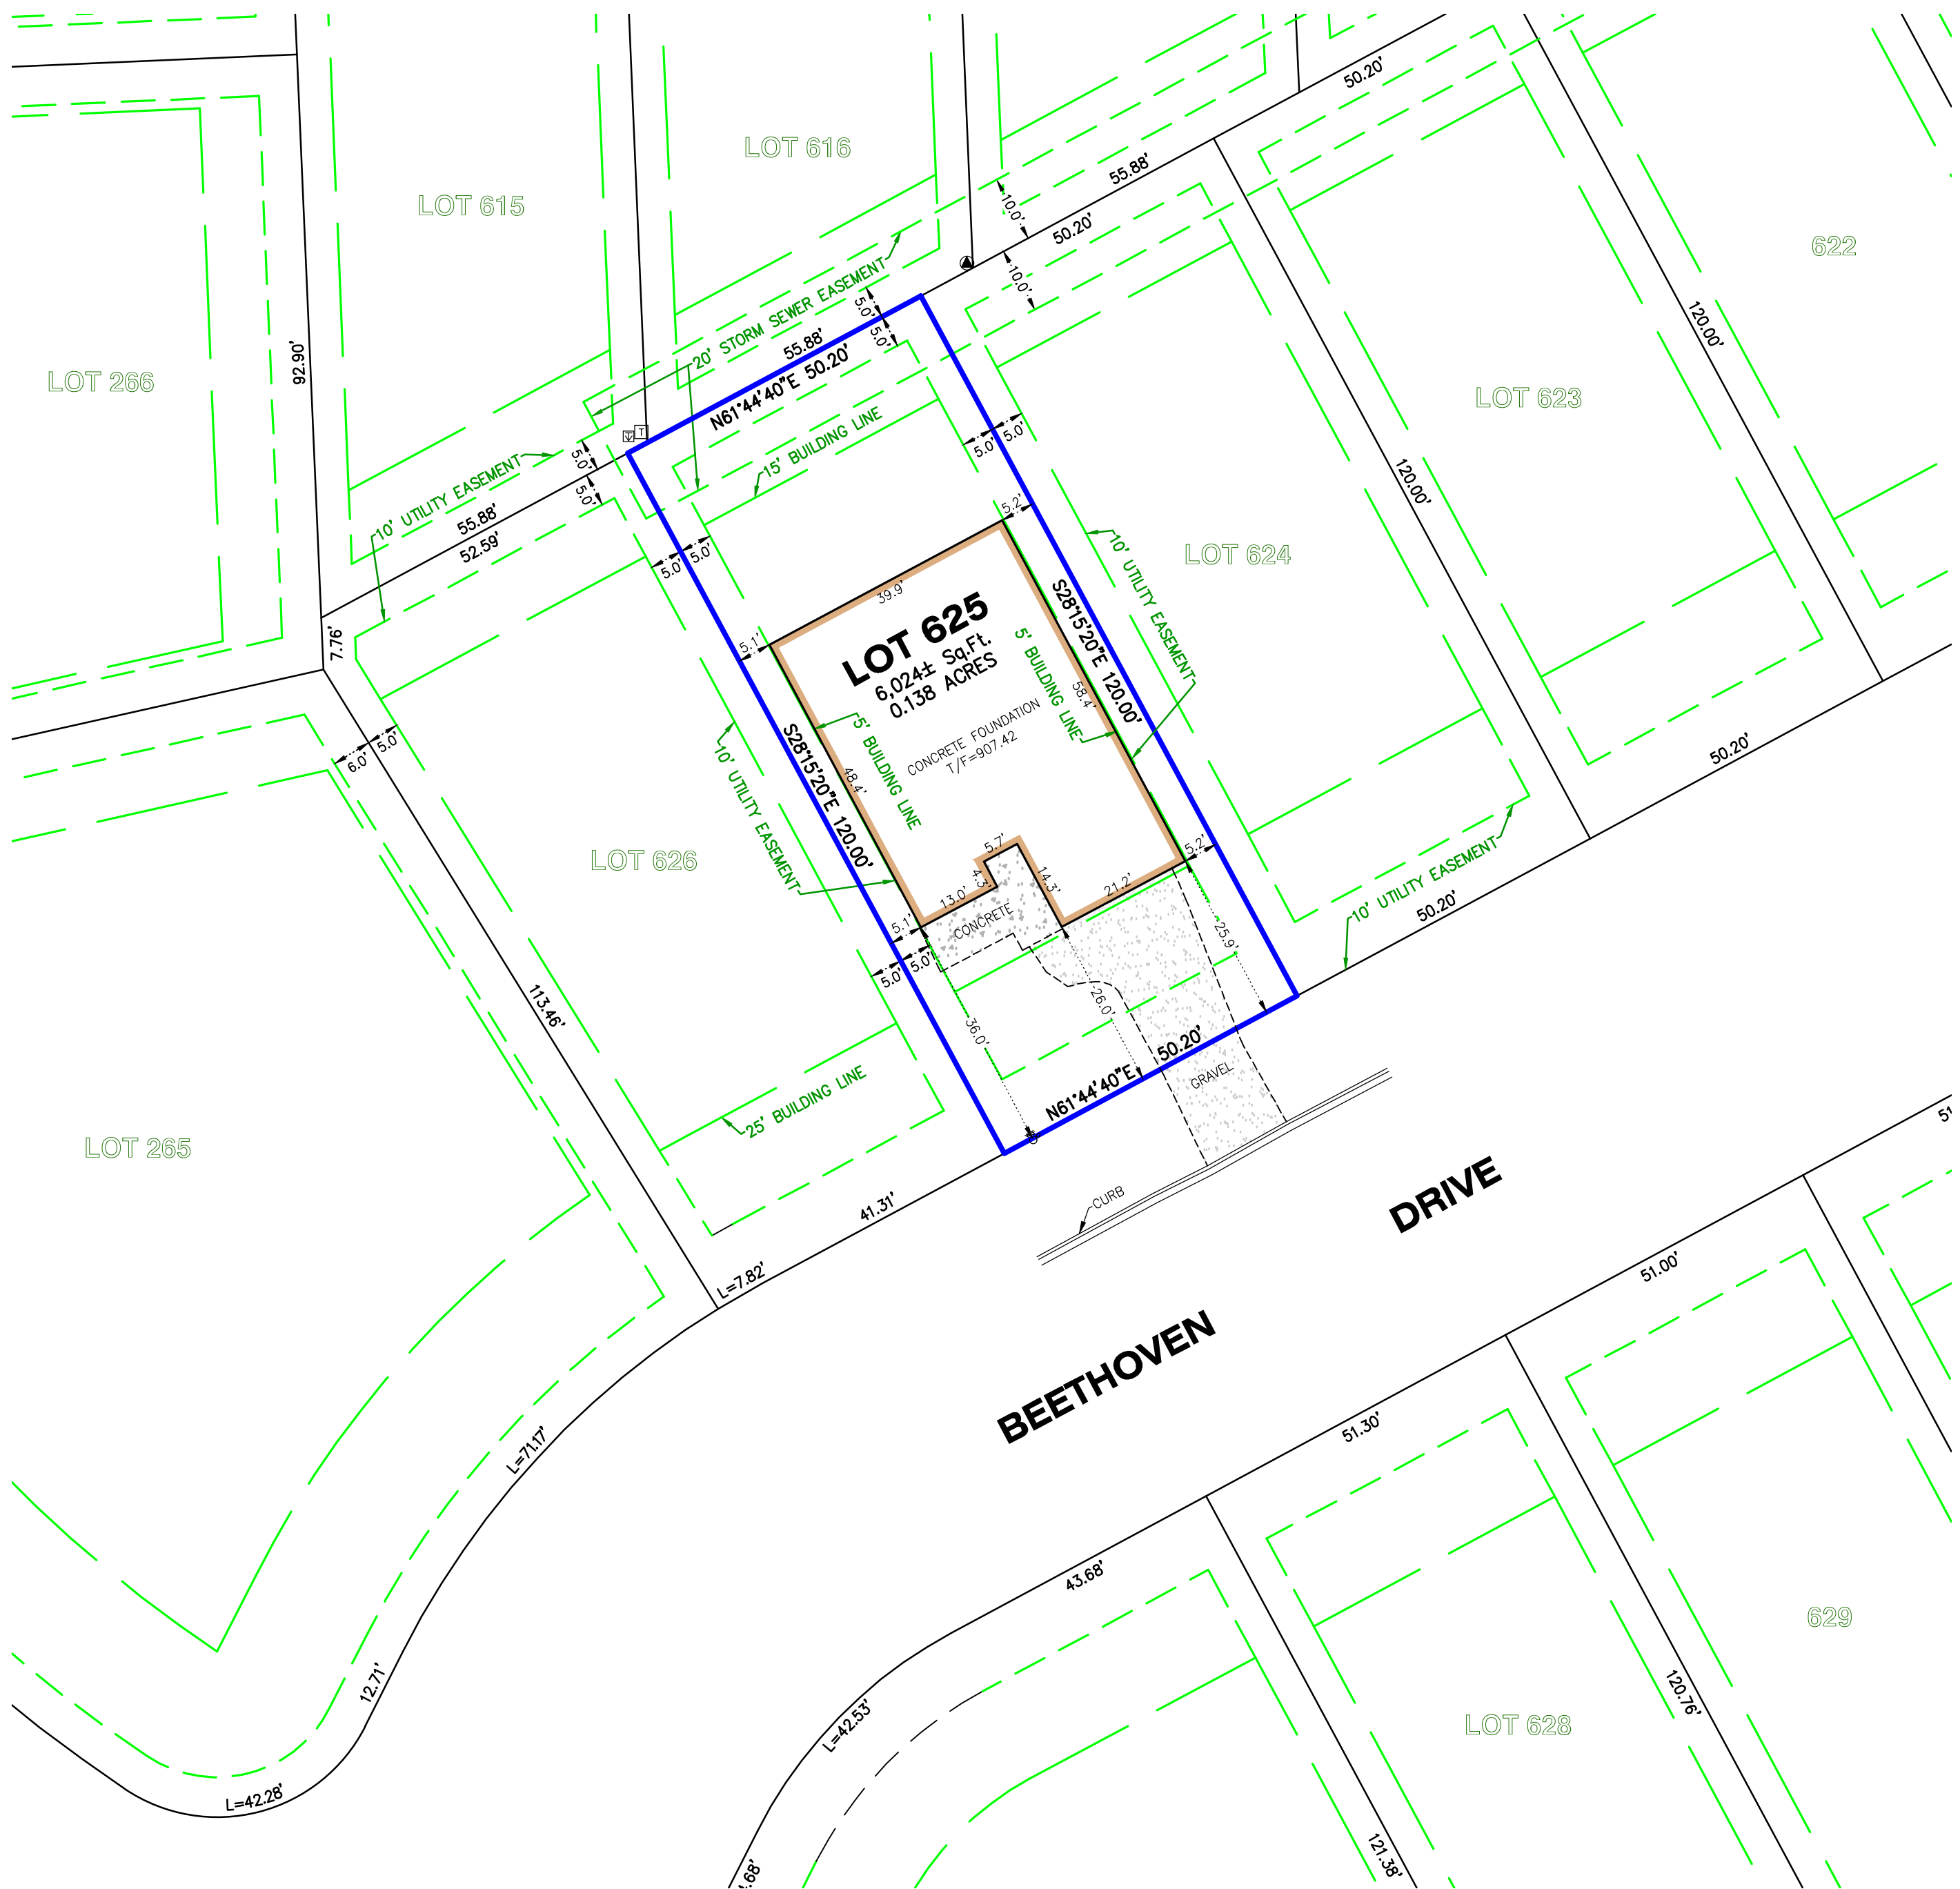 50.20'
LOT 616
55.88'
LOT 615
10.0'
50.20'
622
20' STORM SEWER EASEMENT
10.0'
5.0'
5.0'
120.00'
92.90'
55.88'
N61°44'40"E 50.20'
LOT 266
LOT 623
15' BUILDING LINE
5.0'
5.0'
5.0'
5.0'
10' UTILITY EASEMENT
120.00'
55.88'
52.59'
5.2'
5.0'
5.0'
10' UTILITY EASEMENT
LOT 624
39.9'
7.76'
5.1'
LOT 625
6,024± Sq.Ft.
0.138 ACRES
S28°15'20"E 120.00'
5' BUILDING LINE
58.4'
CONCRETE FOUNDATION
T/F=907.42
5.0'
6.0'
50.20'
10' UTILITY EASEMENT
S28°15'20"E 120.00'
48.4'
5' BUILDING LINE
LOT 626
5.7'
5.2'
4.3'
14.3'
21.2'
13.0'
CONCRETE
10' UTILITY EASEMENT
50.20'
5.1'
25.9'
5.0'
5.0'
113.46'
26.0'
36.0'
50.20'
N61°44'40"E
GRAVEL
25' BUILDING LINE
LOT 265
51
CURB
41.31'
DRIVE
L=7.82'
51.00'
BEETHOVEN
51.30'
L=71.17'
43.68'
629
12.71'
120.76'
L=42.53'
LOT 628
L=42.28'
121.38'
.68'
T